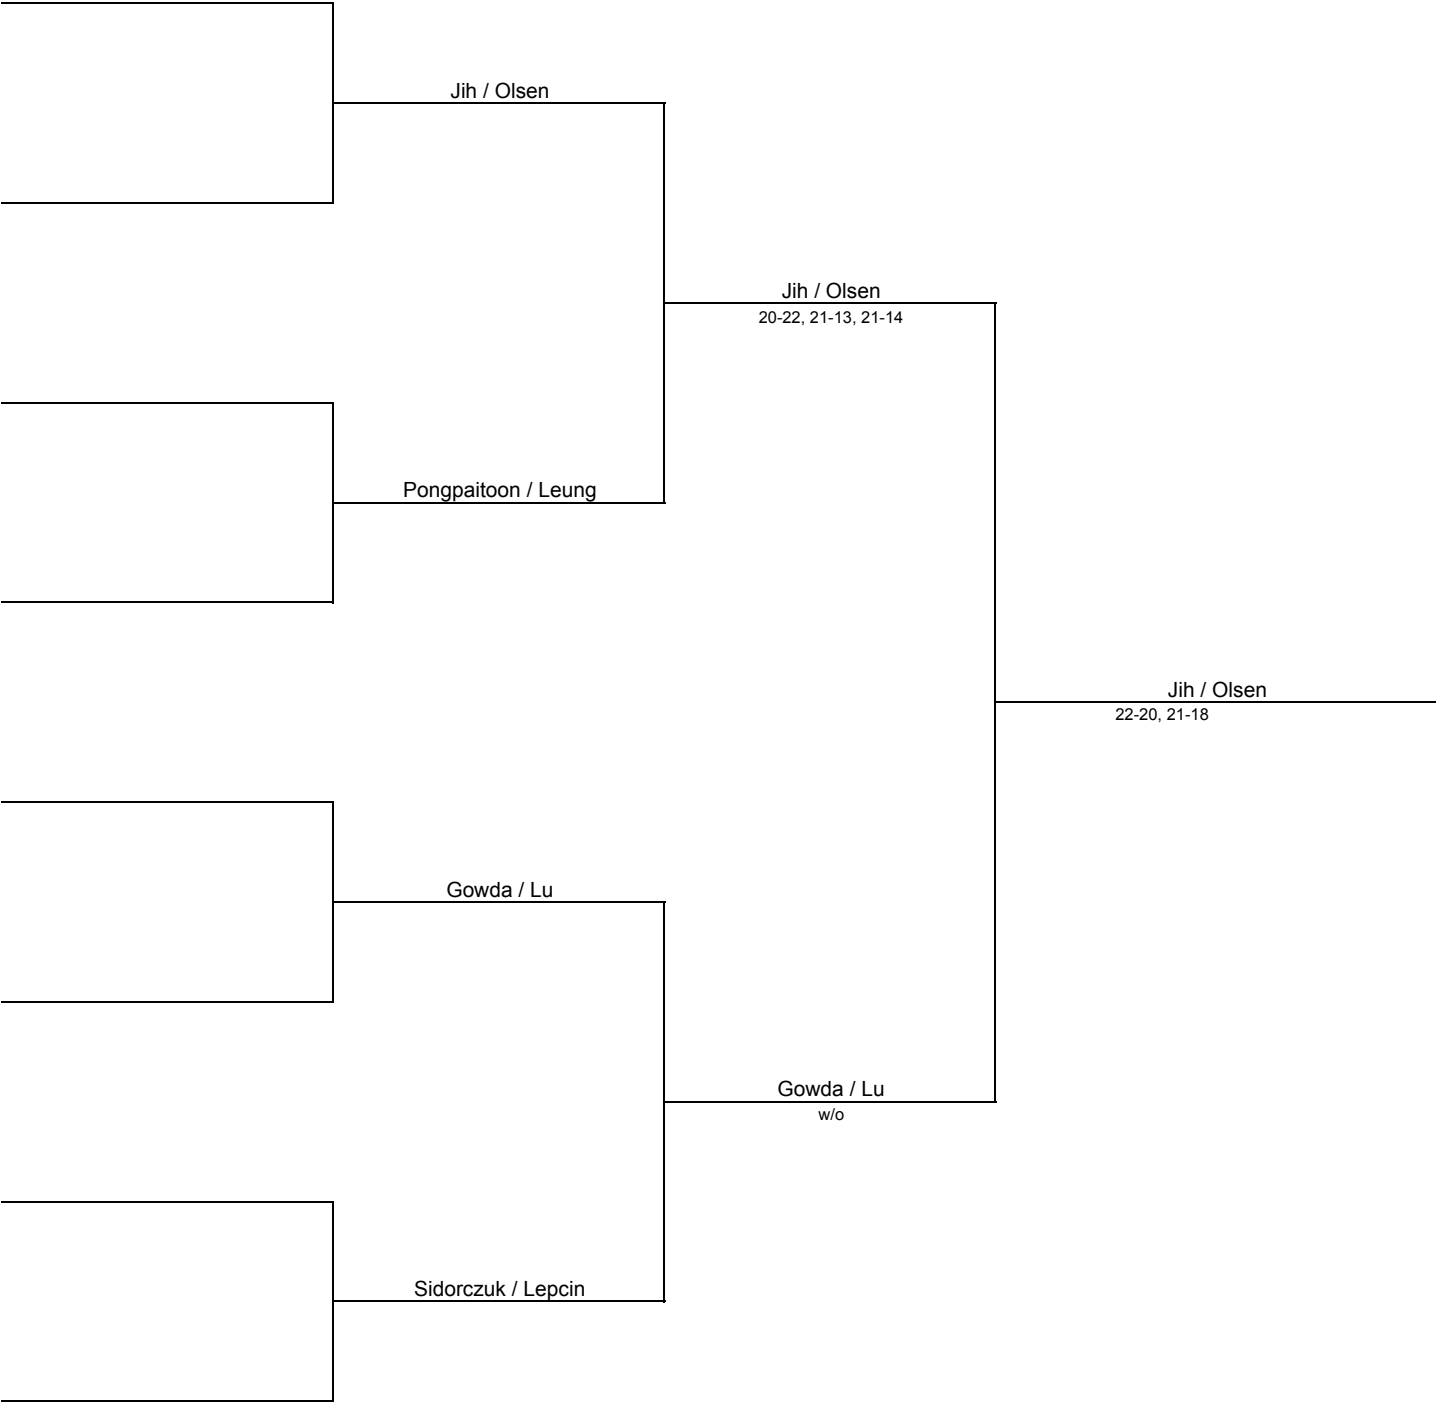 Jih / Olsen
Jih / Olsen
20-22, 21-13, 21-14
Pongpaitoon / Leung
Jih / Olsen
22-20, 21-18
Gowda / Lu
Gowda / Lu
w/o
Sidorczuk / Lepcin